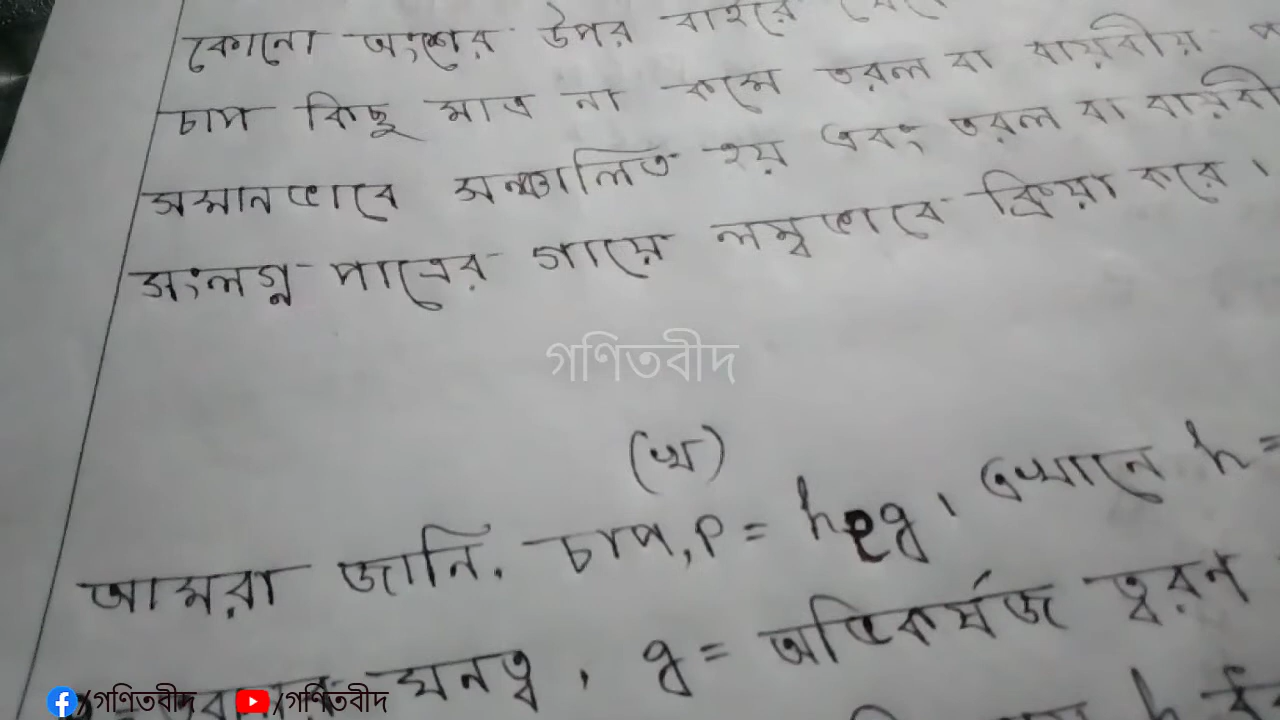 কোনো অংশের উপর বাইরে
চাপ কিছু মাত্র না কমে তরল বা বায়বীয়
সমানভাবে সঞ্চালিত হয় এবং তরল বা বায়বী
সংলগ্ন পাত্রের গায়ে লম্বভাবে ক্রিয়া করে।
গণিতবীদ
(খ)
আমরা জানি, চাপ, P = hρg, এখানে h =
ঘনত্ব, g = অভিকর্ষজ ত্বরণ
/গণিতবীদ /গণিতবীদ